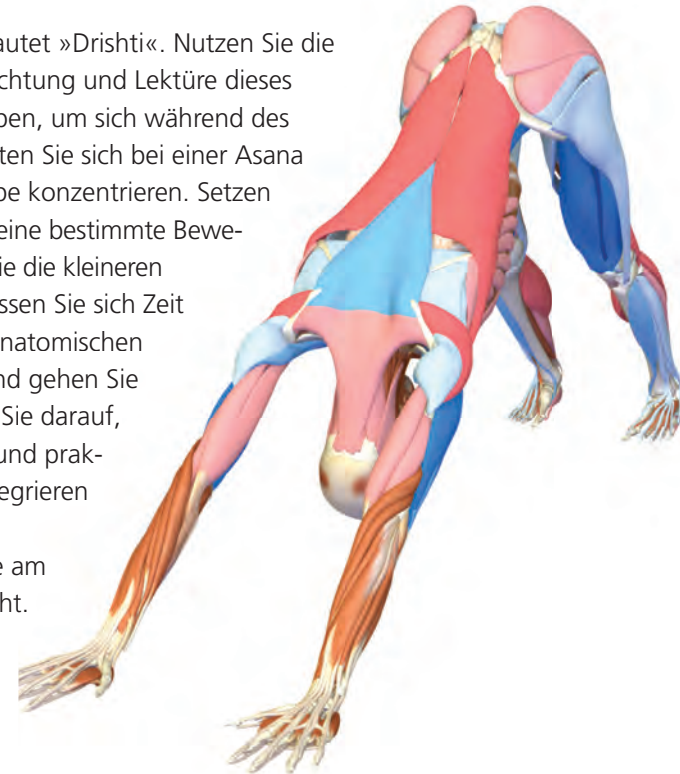 autet »Drishti«. Nutzen Sie die
chtung und Lektüre dieses
ben, um sich während des
ten Sie sich bei einer Asana
pe konzentrieren. Setzen
eine bestimmte Bewe-
ie die kleineren
ssen Sie sich Zeit
natomischen
nd gehen Sie
Sie darauf,
und prak-
egrieren
e am
ht.